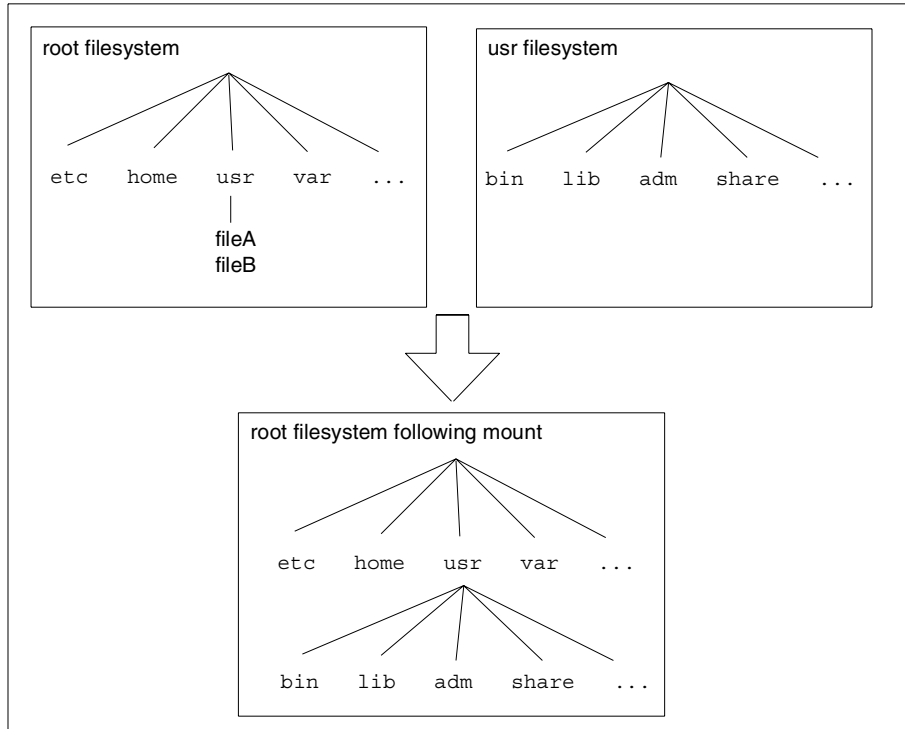 root filesystem
etc home usr var ...
fileA
fileB
usr filesystem
bin lib adm share ...
root filesystem following mount
etc home usr var ...
bin lib adm share ...